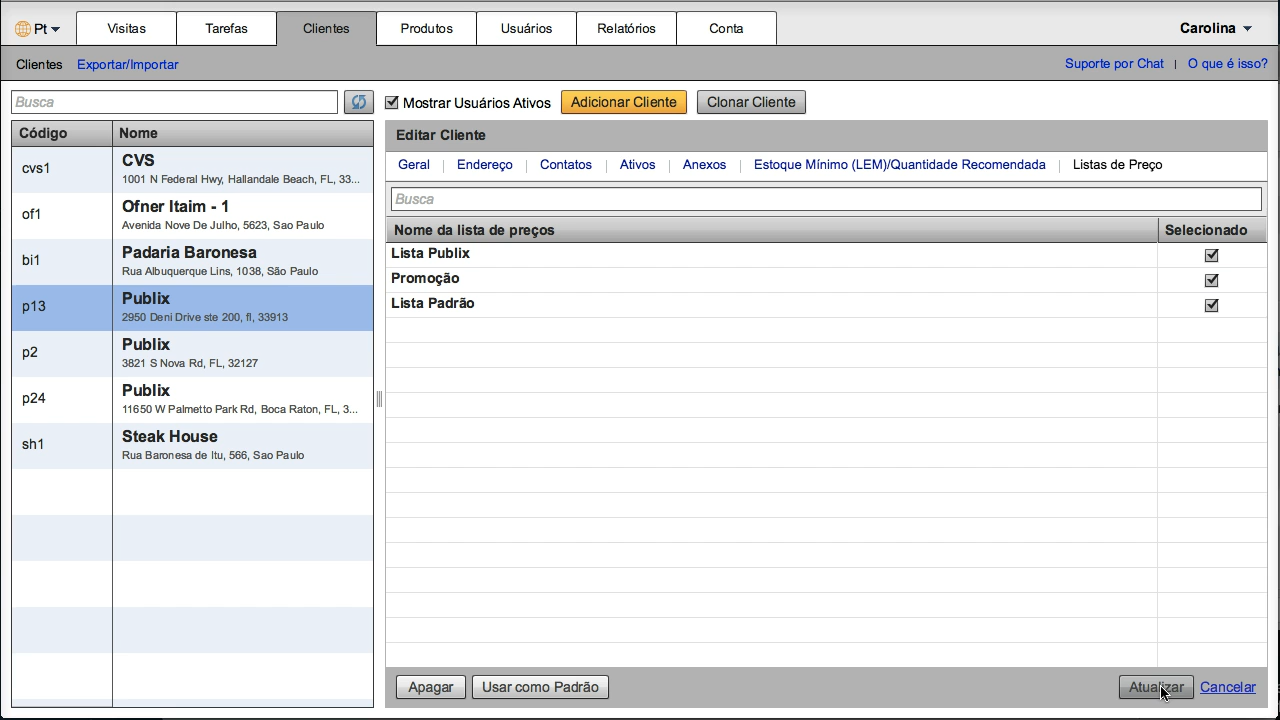 Pt
Visitas
Tarefas
Clientes
Produtos
Usuários
Relatórios
Conta
Carolina
Clientes
Exportar/Importar
Suporte por Chat | O que é isso?
Busca
Mostrar Usuários Ativos
Adicionar Cliente
Clonar Cliente
Código
Nome
cvs1
CVS
1001 N Federal Hwy, Hallandale Beach, FL, 33...
of1
Ofner Itaim - 1
Avenida Nove De Julho, 5623, Sao Paulo
bi1
Padaria Baronesa
Rua Albuquerque Lins, 1038, São Paulo
p13
Publix
2950 Deni Drive ste 200, fl, 33913
p2
Publix
3821 S Nova Rd, FL, 32127
p24
Publix
11650 W Palmetto Park Rd, Boca Raton, FL, 3...
sh1
Steak House
Rua Baronesa de Itu, 566, Sao Paulo
Editar Cliente
Geral | Endereço | Contatos | Ativos | Anexos | Estoque Mínimo (LEM)/Quantidade Recomendada | Listas de Preço
Busca
Nome da lista de preços
Selecionado
Lista Publix
Promoção
Lista Padrão
Apagar
Usar como Padrão
Atualizar
Cancelar